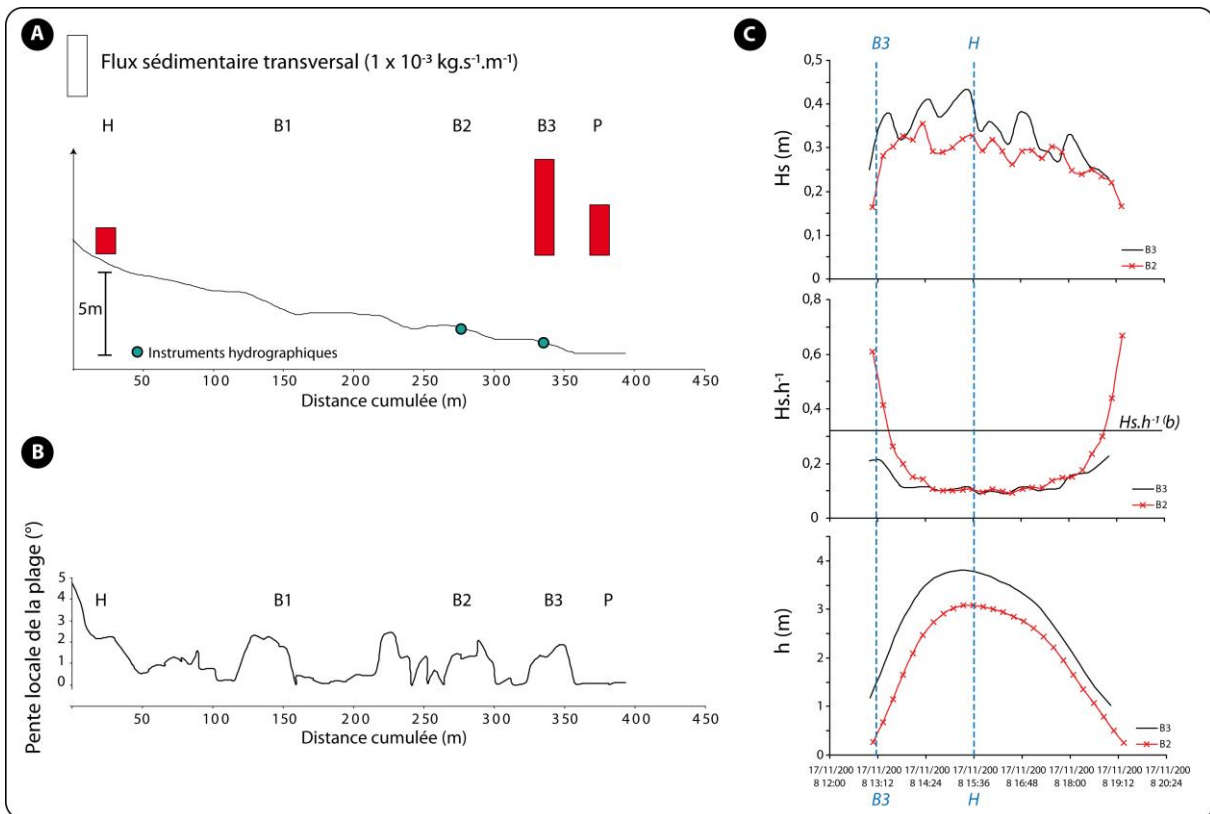 A
Flux sédimentaire transversal (1 x 10⁻³ kg.s⁻¹.m⁻¹)
H B1 B2 B3 P
5m
Instruments hydrographiques
50 100 150 200 250 300 350 400 450
Distance cumulée (m)
B
Pente locale de la plage (°)
5
4
3
2
1
0
H B1 B2 B3 P
50 100 150 200 250 300 350 400 450
Distance cumulée (m)
C
B3 H
Hs (m)
0,5
0,4
0,3
0,2
0,1
0
B3
B2
Hs.h⁻¹
0,8
0,6
0,4
0,2
0
Hs.h⁻¹ (b)
B3
B2
h (m)
4
3
2
1
0
B3
B2
17/11/200 17/11/200 17/11/200 17/11/200 17/11/200 17/11/200 17/11/200 17/11/200
8 12:00 8 13:12 8 14:24 8 15:36 8 16:48 8 18:00 8 19:12 8 20:24
B3 H